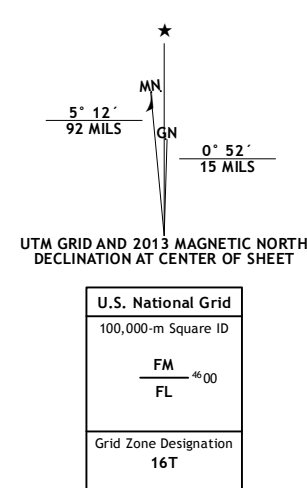 MN
5° 12´
92 MILS
GN
0° 52´
15 MILS
UTM GRID AND 2013 MAGNETIC NORTH
DECLINATION AT CENTER OF SHEET
U.S. National Grid
100,000-m Square ID
FM
4600
FL
Grid Zone Designation
16T